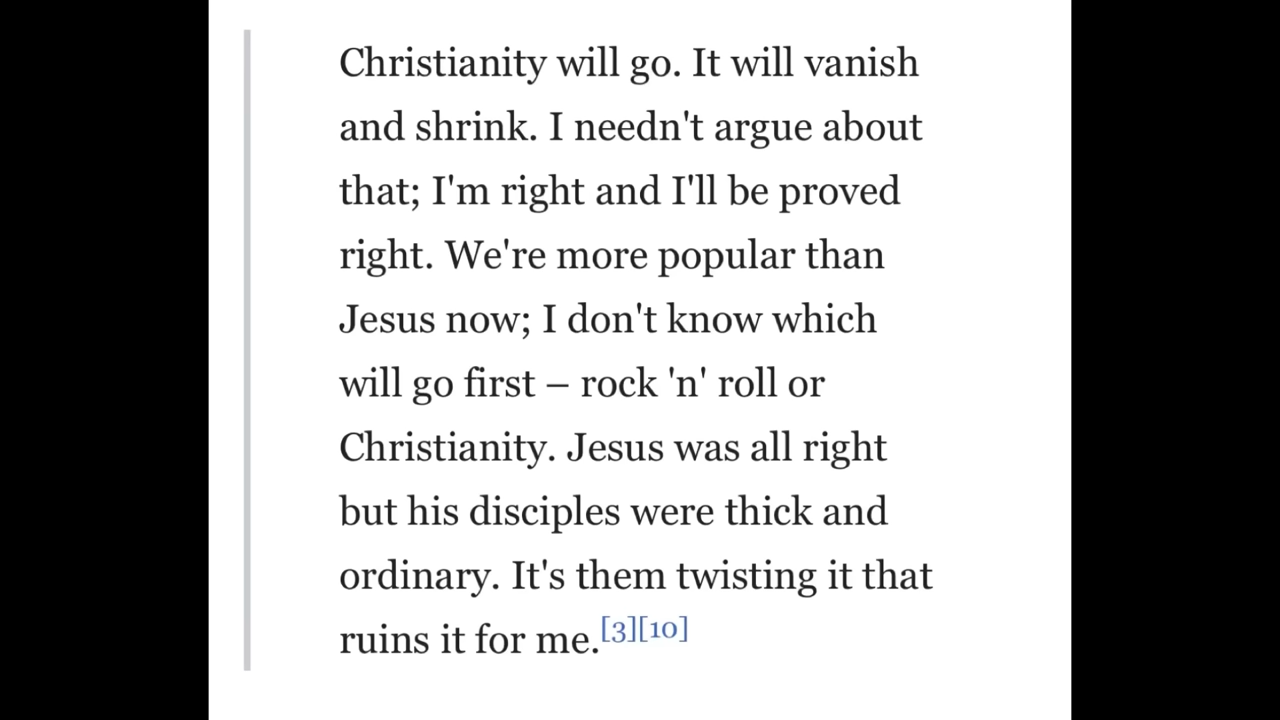 Christianity will go. It will vanish
and shrink. I needn't argue about
that; I'm right and I'll be proved
right. We're more popular than
Jesus now; I don't know which
will go first – rock 'n' roll or
Christianity. Jesus was all right
but his disciples were thick and
ordinary. It's them twisting it that
ruins it for me.[3][10]